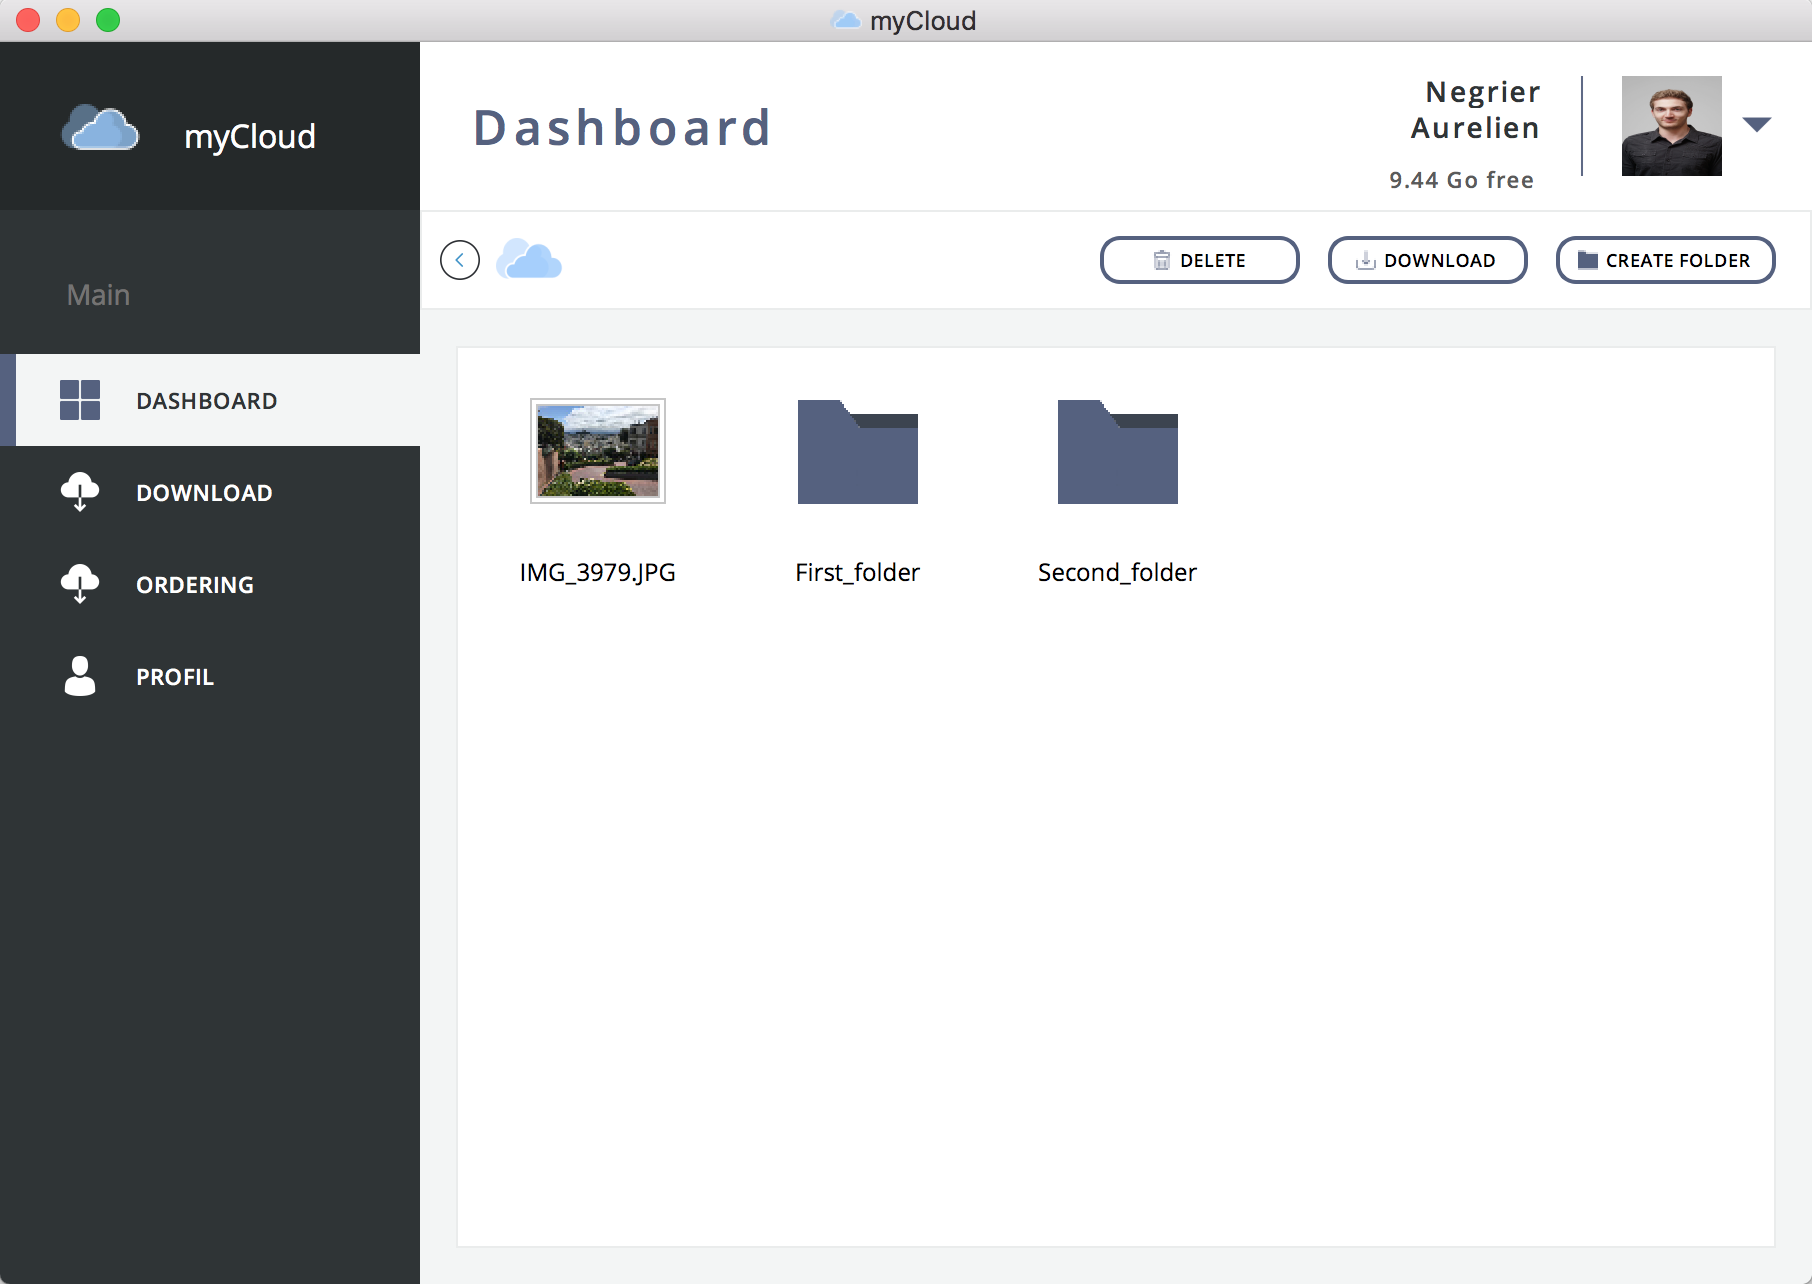 myCloud
myCloud
Dashboard
Negrier
Aurelien
9.44 Go free
DELETE
DOWNLOAD
CREATE FOLDER
Main
DASHBOARD
DOWNLOAD
ORDERING
PROFIL
IMG_3979.JPG
First_folder
Second_folder